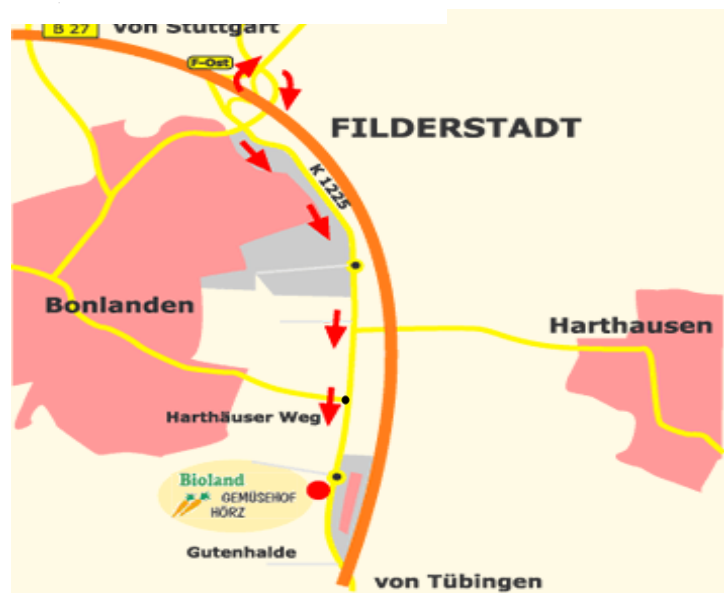 B 27
von Stuttgart
F-Ost
FILDERSTADT
K 1225
Bonlanden
Harthausen
Harthäuser Weg
Bioland
GEMÜSEHOF
HÖRZ
Gutenhalde
von Tübingen